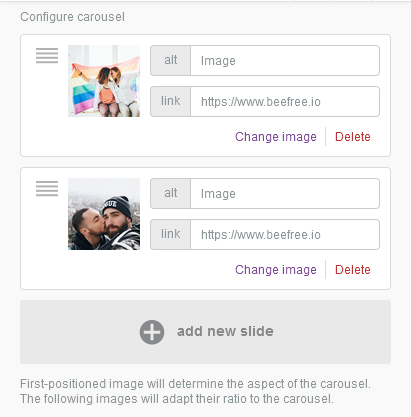 Configure carousel
alt Image
link https://www.beefree.io
Change image Delete
GUE
alt Image
link https://www.beefree.io
Change image Delete
add new slide
First-positioned image will determine the aspect of the carousel.
The following images will adapt their ratio to the carousel.